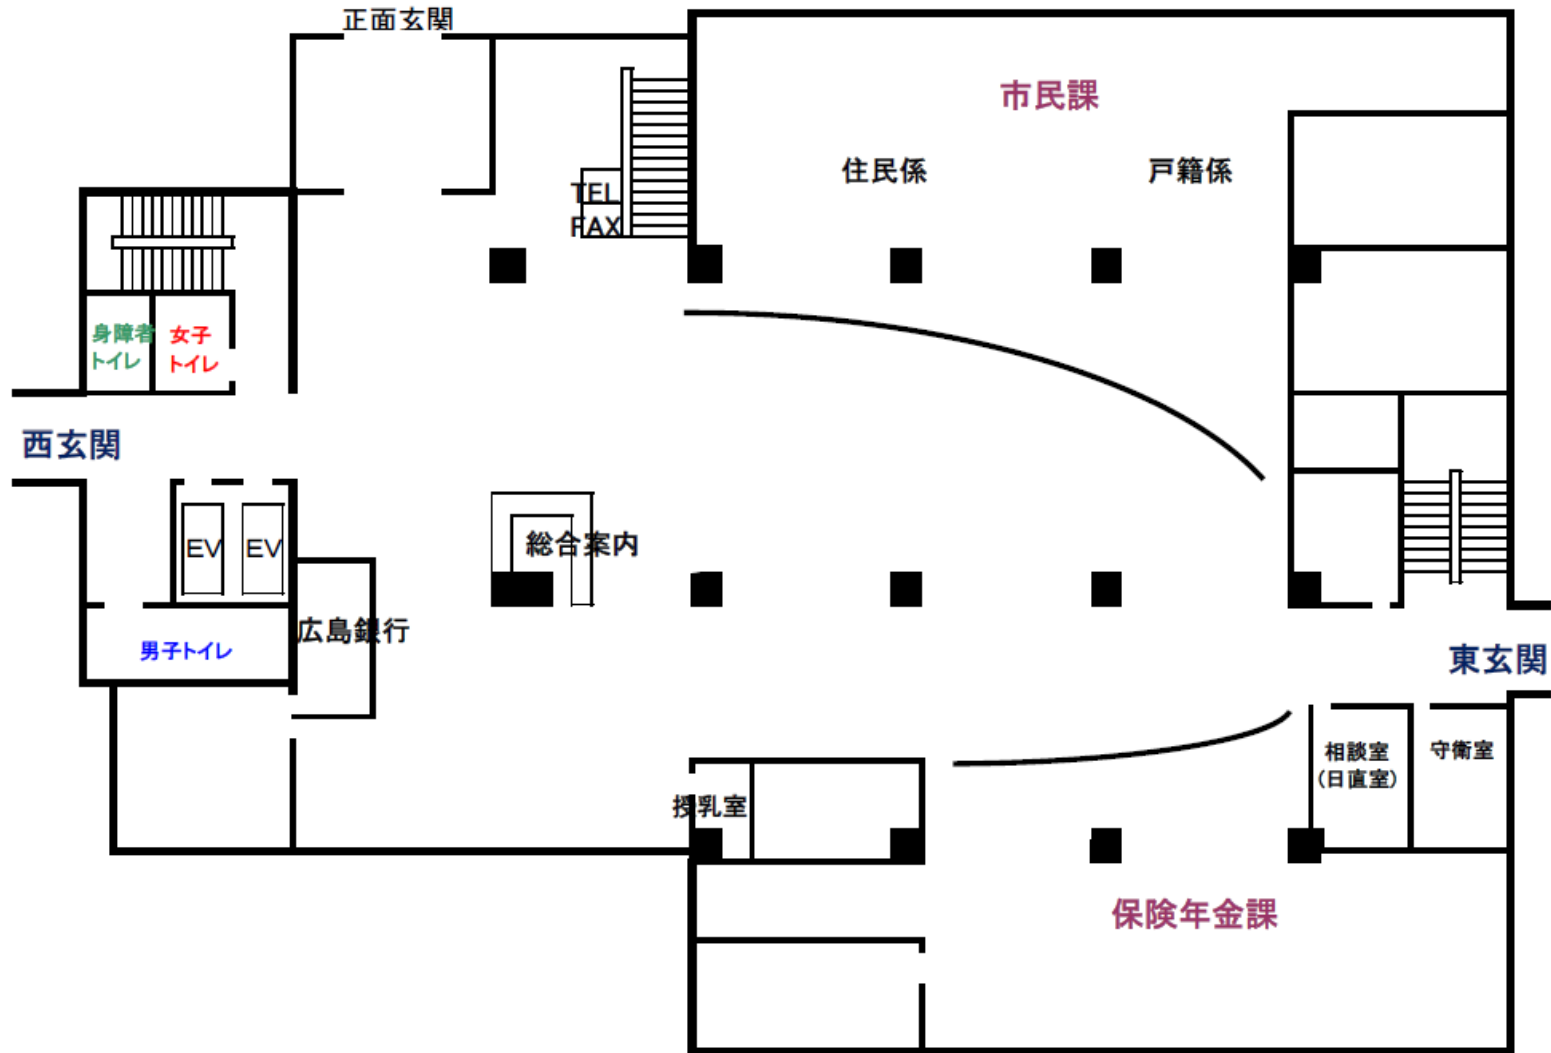 正面玄関
市民課
住民係
戸籍係
TEL
FAX
身障者
トイレ
女子
トイレ
西玄関
EV
EV
総合案内
広島銀行
男子トイレ
東玄関
相談室
(日直室)
守衛室
授乳室
保険年金課